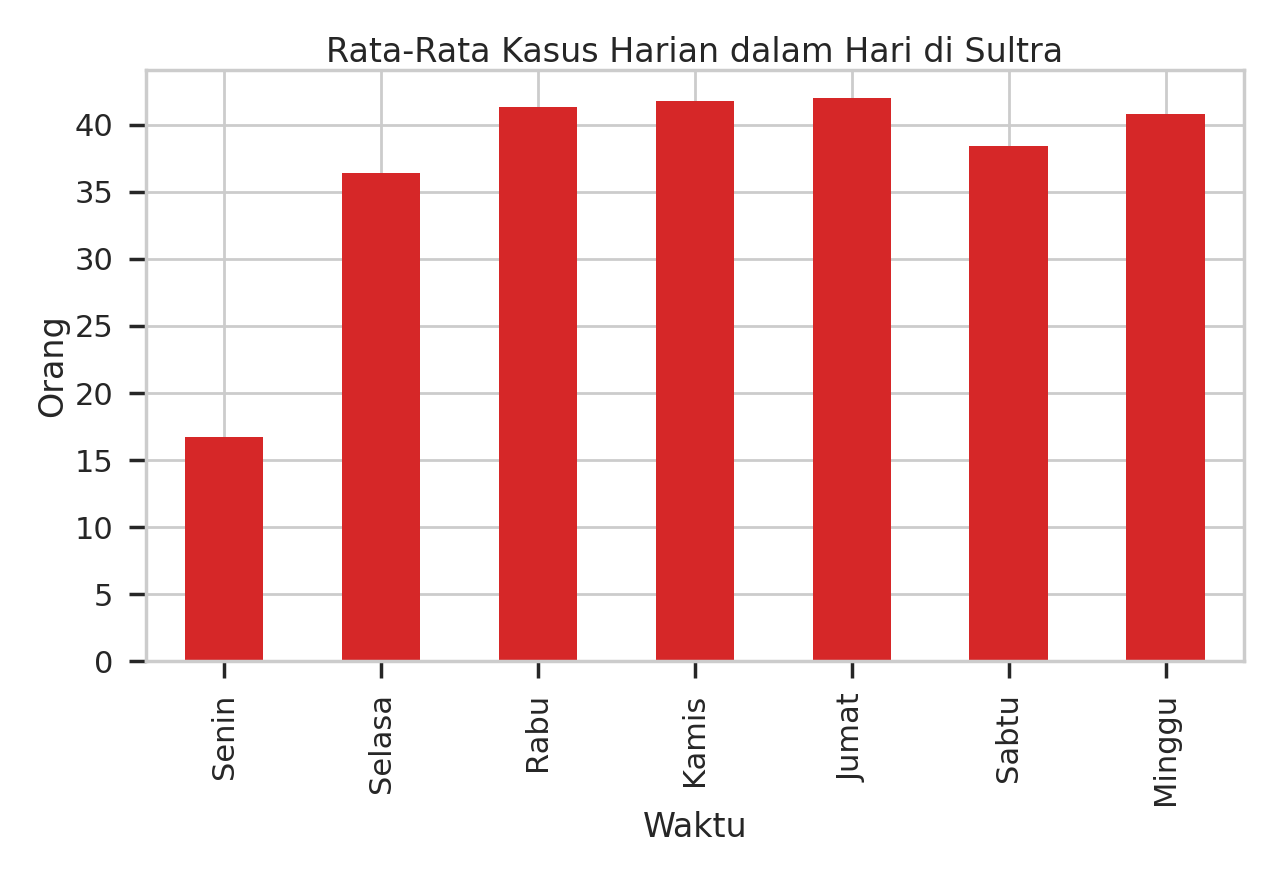 Rata-Rata Kasus Harian dalam Hari di Sultra
Orang
40
35
30
25
20
15
10
5
0
Senin
Selasa
Rabu
Kamis
Jumat
Sabtu
Minggu
Waktu